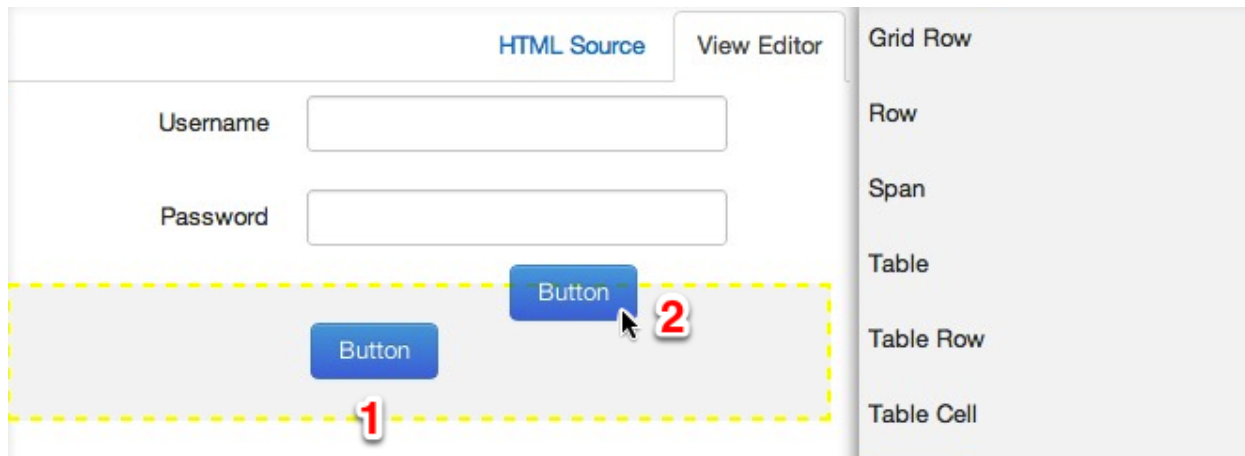 HTML Source
View Editor
Username
Password
Button
2
Button
1
Grid Row
Row
Span
Table
Table Row
Table Cell